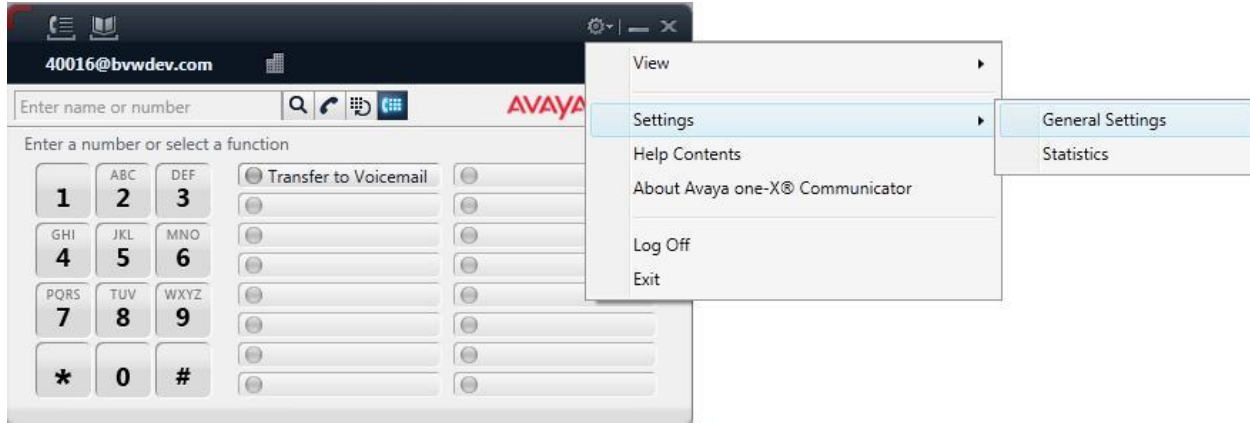 40016@bvwdev.com
Enter name or number
AVAYA
Enter a number or select a function
1
ABC
2
DEF
3
GHI
4
JKL
5
MNO
6
PQRS
7
TUV
8
WXYZ
9
*
0
#
Transfer to Voicemail
View
Settings
Help Contents
About Avaya one-X® Communicator
Log Off
Exit
General Settings
Statistics